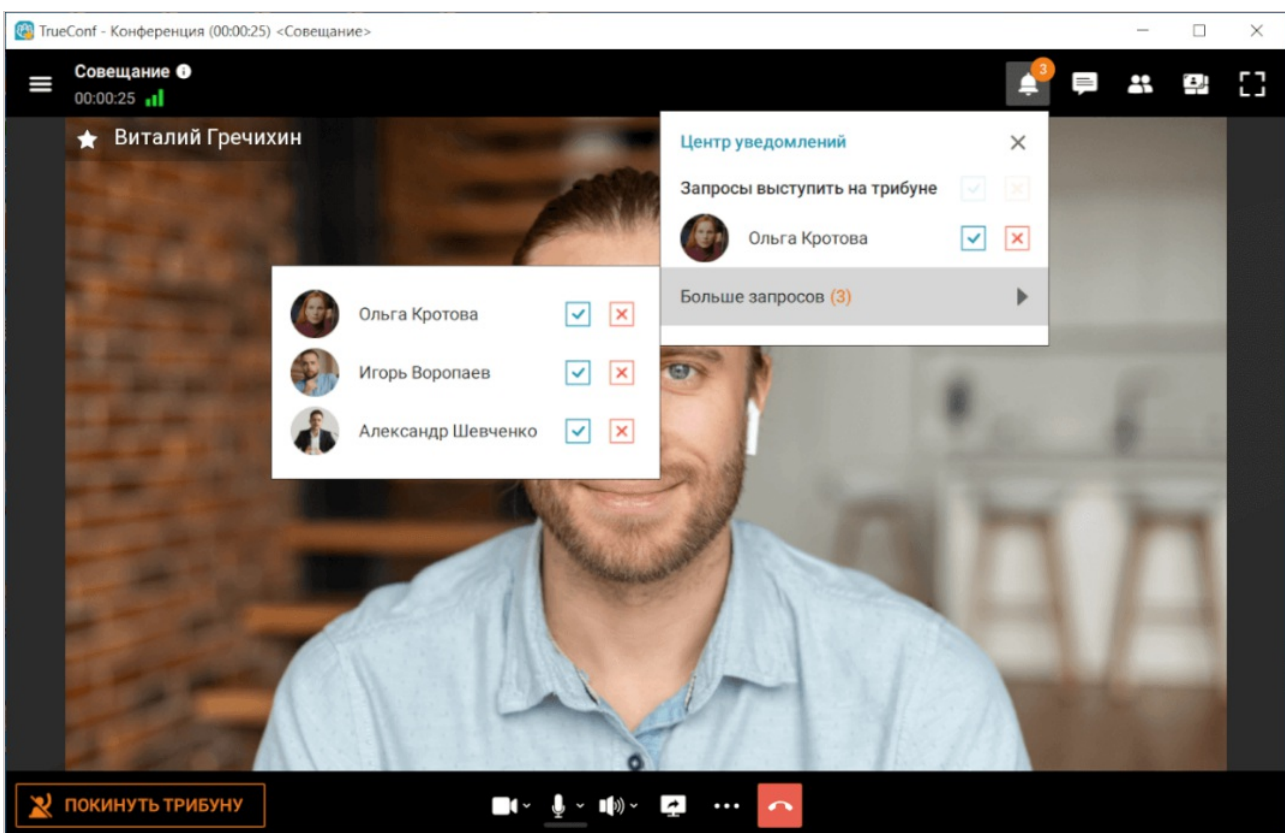 TrueConf - Конференция (00:00:25) <Совещание>
Совещание
00:00:25
3
Виталий Гречихин
Центр уведомлений
Запросы выступить на трибуне
Ольга Кротова
Больше запросов (3)
Ольга Кротова
Игорь Воропаев
Александр Шевченко
ПОКИНУТЬ ТРИБУНУ